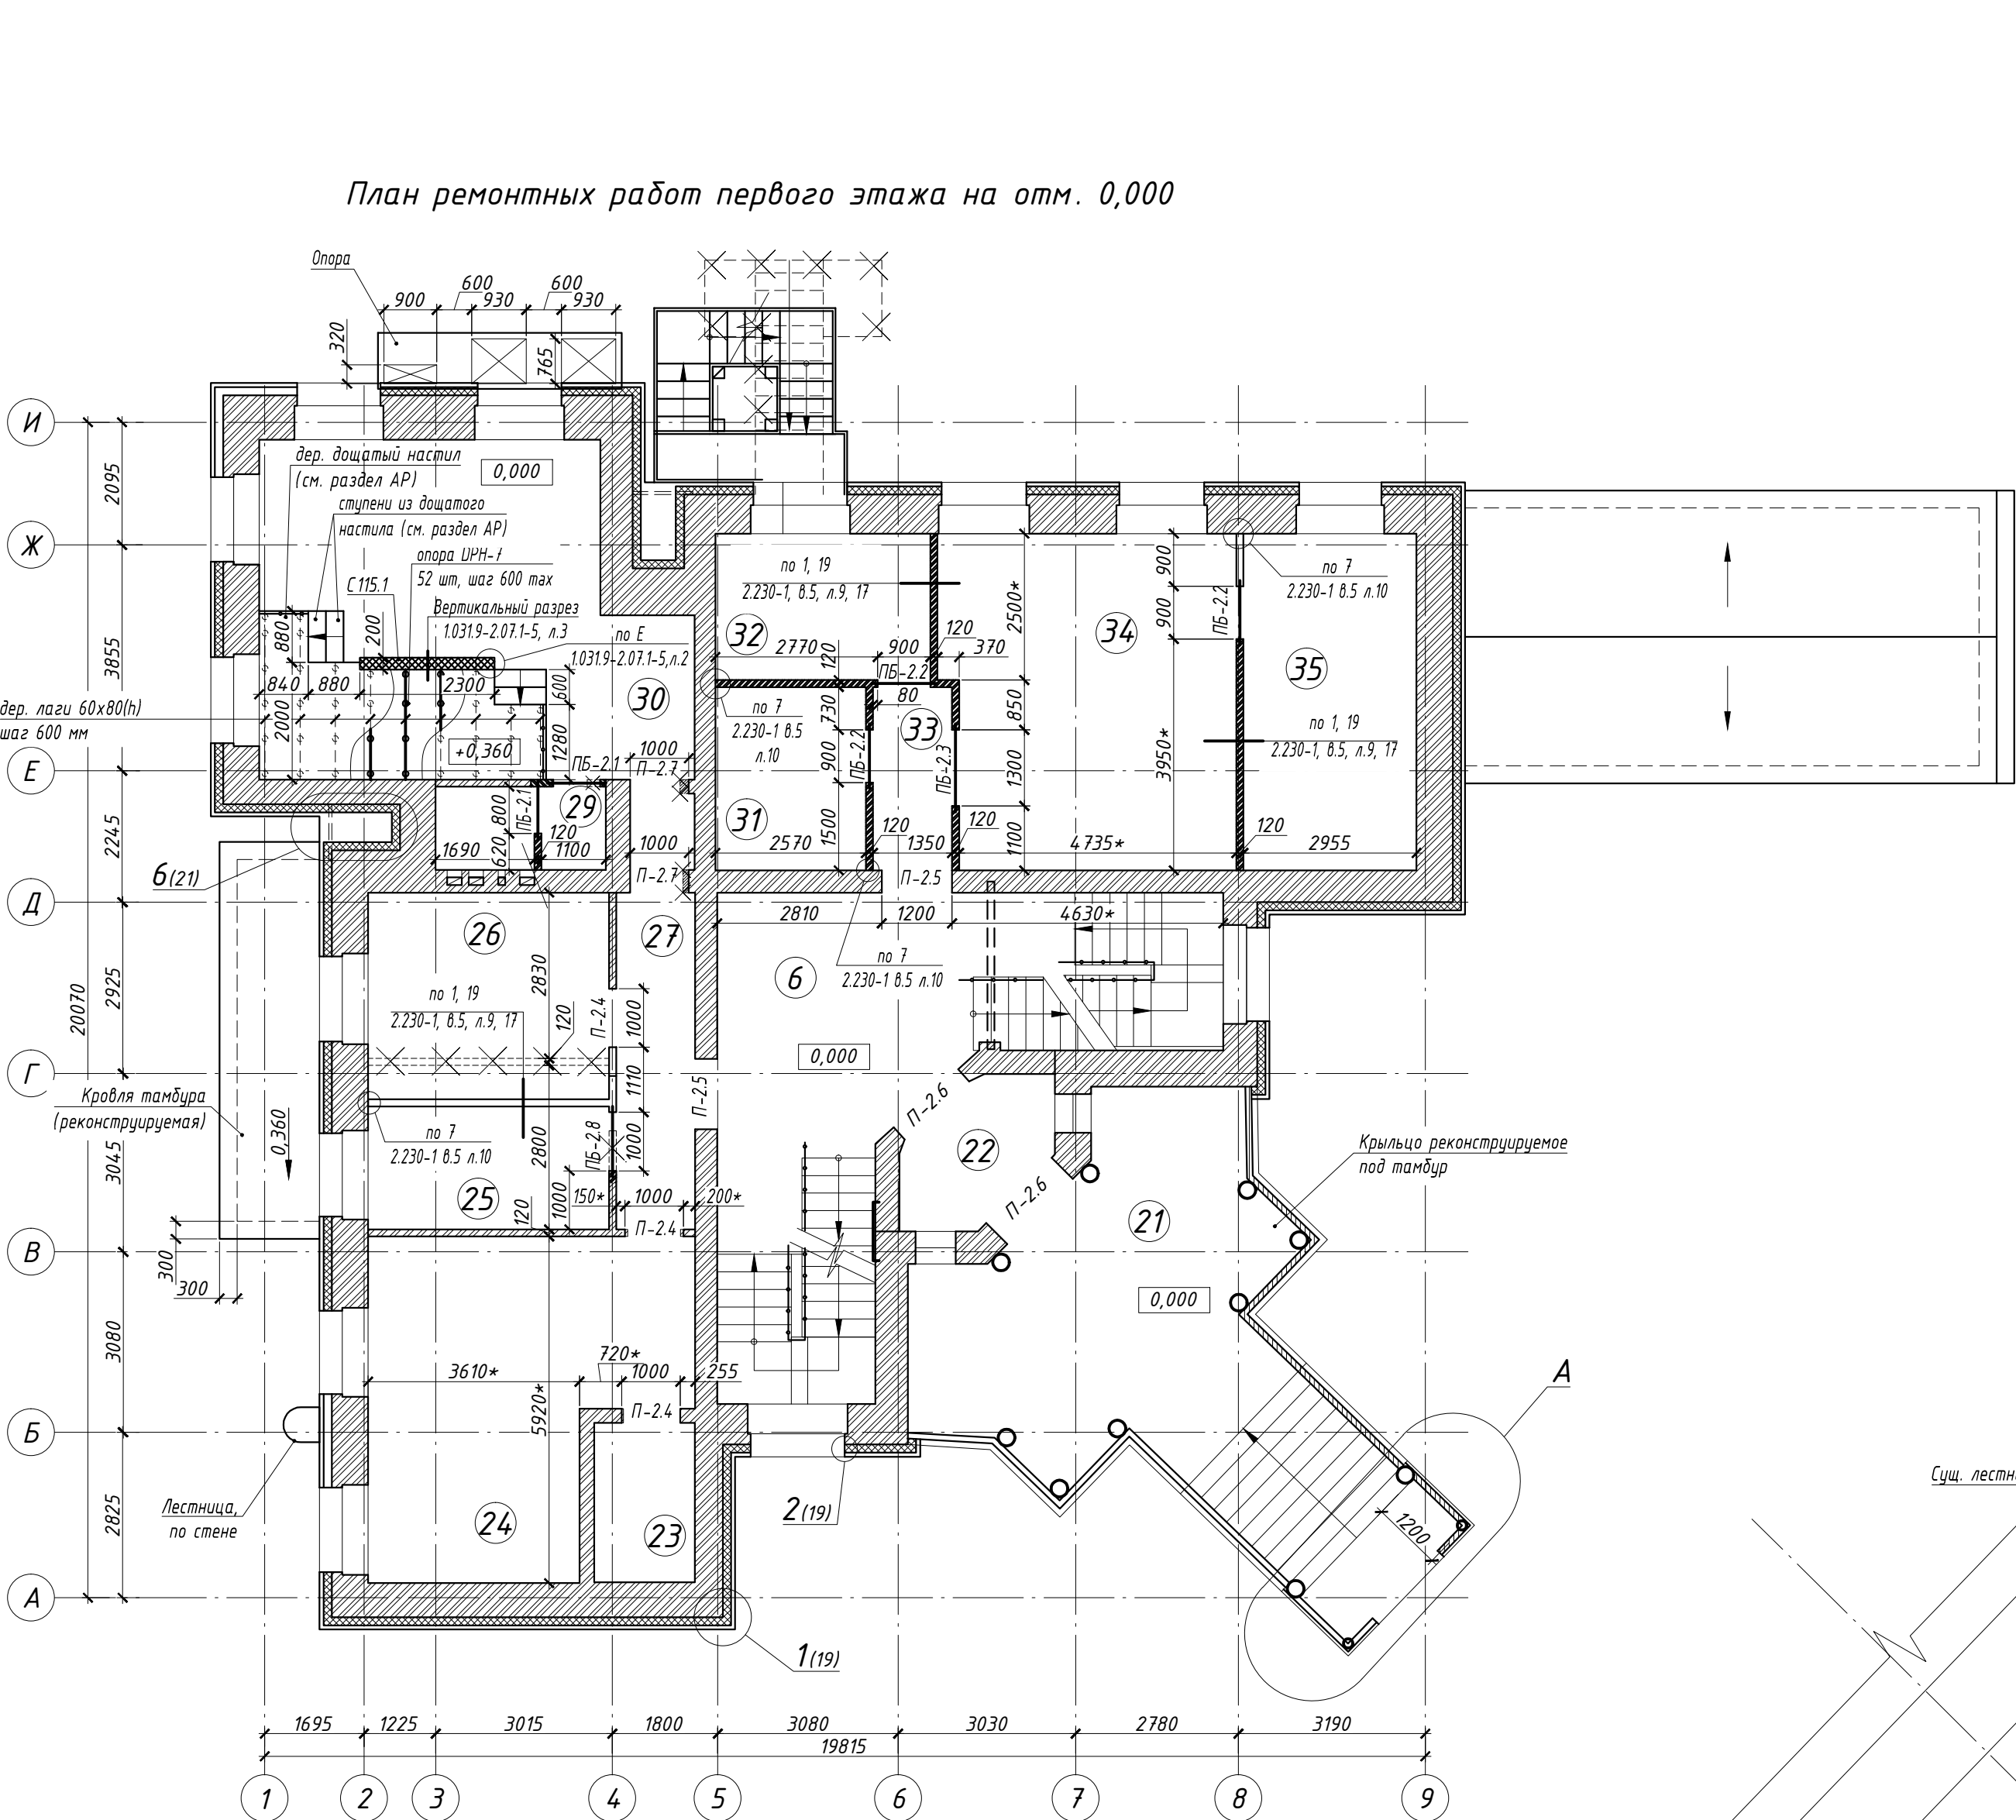 План ремонтных работ первого этажа на отм. 0,000
Опора
900
600
930
600
930
320
765
И
Ж
Е
Д
Г
В
Б
А
2095
3855
2245
2925
3045
3080
2825
20070
дер. дощатый настил
(см. раздел АР)
0,000
ступени из дощатого
настила (см. раздел АР)
опора DPH-7
52 шт, шаг 600 max
С 115.1
Вертикальный разрез
1.031.9-2.07.1-5, л.3
по Е
1.031.9-2.07.1-5, л.2
880
200
840
880
2300
600
2000
1280
+0,360
дер. лаги 60х80(h)
шаг 600 мм
30
1000
П-2.7
ПБ-2.1
ПБ-2.1
29
800
620
120
1690
1100
1000
П-2.7
6 (21)
по 1, 19
2.230-1, в.5, л.9, 17
32
2770
900
120
370
120
ПБ-2.2
80
по 7
2.230-1 в.5
л.10
730
900
1500
ПБ-2.2
33
ПБ-2.3
31
2570
120
1350
120
2500*
850
1300
1100
34
3950*
4735*
900
900
ПБ-2.2
по 7
2.230-1 в.5 л.10
35
по 1, 19
2.230-1, в.5, л.9, 17
120
2955
П-2.5
2810
1200
4630*
по 7
2.230-1 в.5 л.10
6
0,000
26
27
2830
по 1, 19
2.230-1, в.5, л.9, 17
120
П-2.4
1000
1110
1000
П-2.5
ПБ-2.8
по 7
2.230-1 в.5 л.10
2800
25
120
1000
150*
1000
200*
П-2.4
Кровля тамбура
(реконструируемая)
0,360
300
300
П-2.6
22
П-2.6
21
0,000
Крыльцо реконструируемое
под тамбур
3610*
720*
1000
255
П-2.4
5920*
24
23
Лестница,
по стене
2 (19)
1 (19)
А
1200
Сущ. лестн
1695
1225
3015
1800
3080
3030
2780
3190
19815
1
2
3
4
5
6
7
8
9